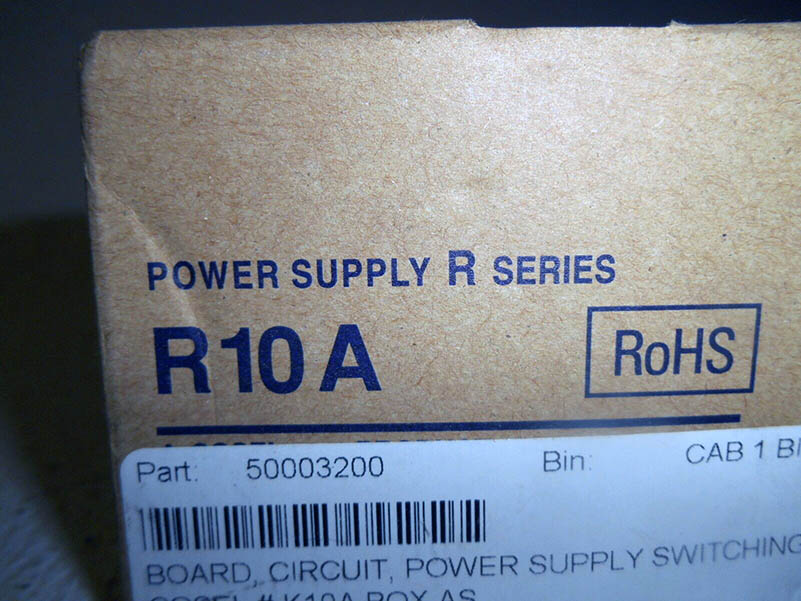 POWER SUPPLY R SERIES
R10A
RoHS
Part: 50003200 Bin: CAB 1
BOARD, CIRCUIT, POWER SUPPLY SWITCHING